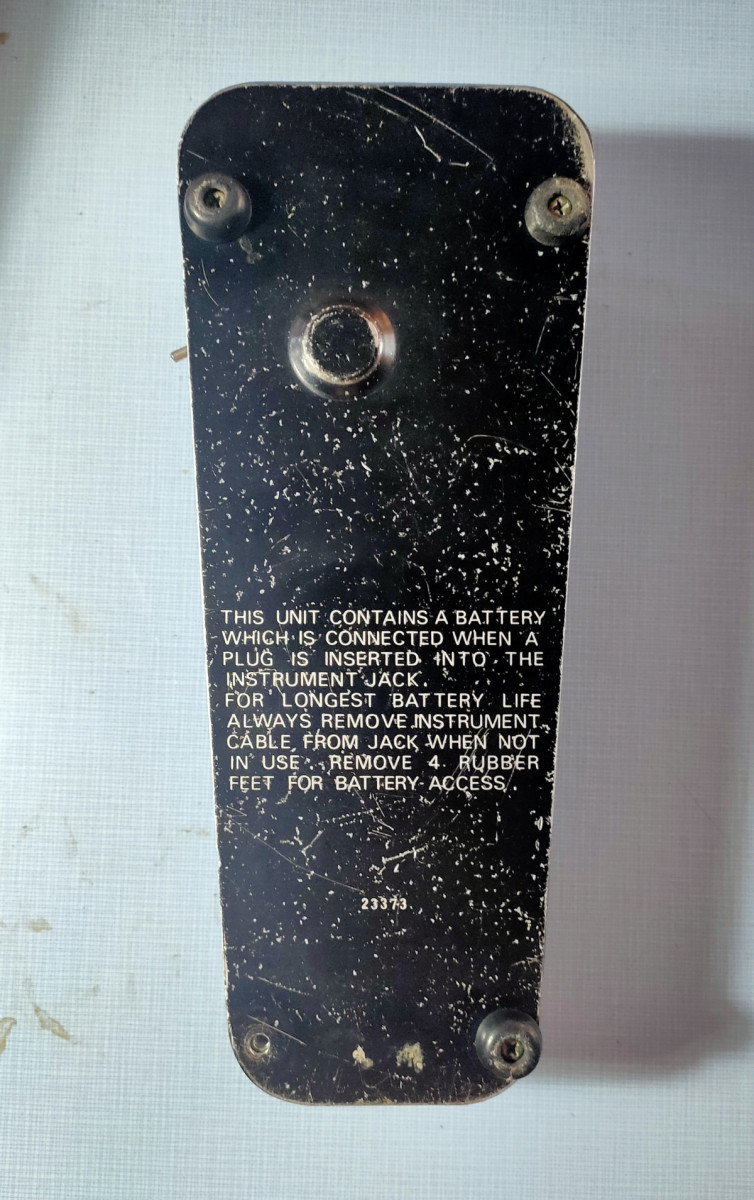 THIS UNIT CONTAINS A BATTERY
WHICH IS CONNECTED WHEN A
PLUG IS INSERTED INTO THE
INSTRUMENT JACK.
FOR LONGEST BATTERY LIFE
ALWAYS REMOVE INSTRUMENT
CABLE FROM JACK WHEN NOT
IN USE. REMOVE 4 RUBBER
FEET FOR BATTERY ACCESS.
23373